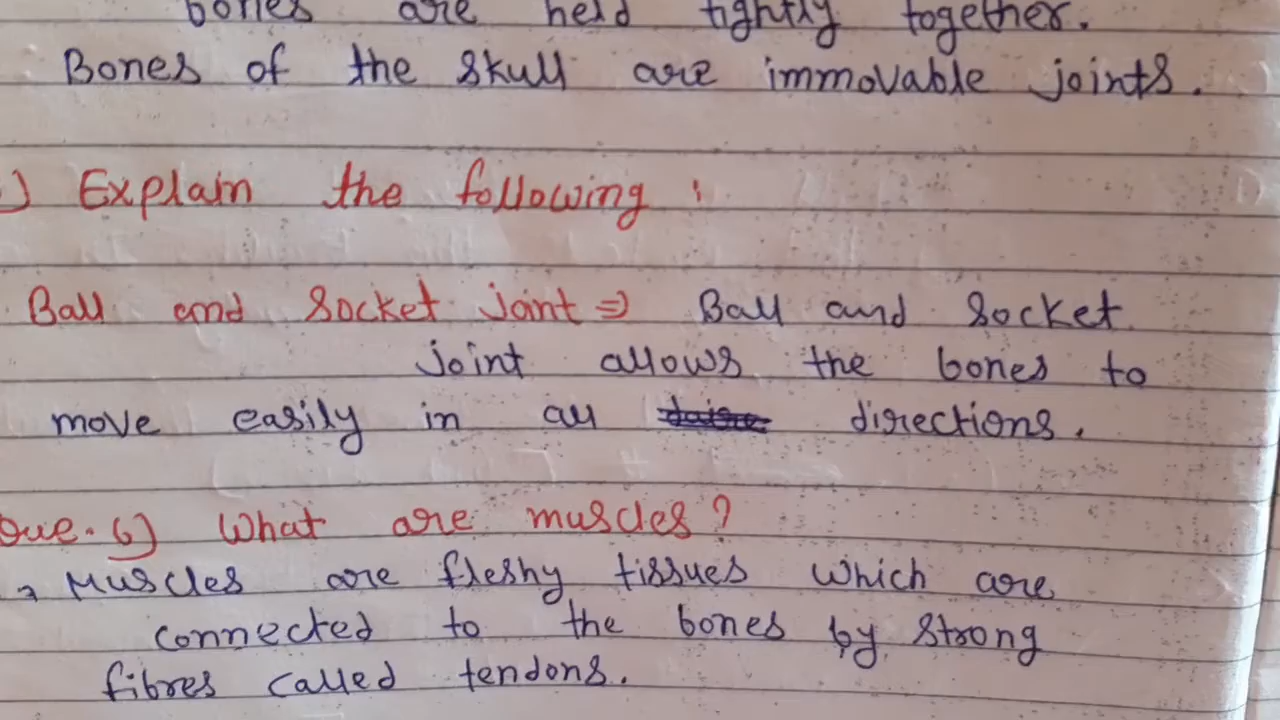 bones are held tightly together.
Bones of the skull are immovable joints.
) Explain the following :
Ball and Socket Joint ⇒ Ball and Socket
joint allows the bones to
move easily in all directions.
Que. 6) What are muscles ?
→ Muscles are fleshy tissues which are
connected to the bones by strong
fibres called tendons.